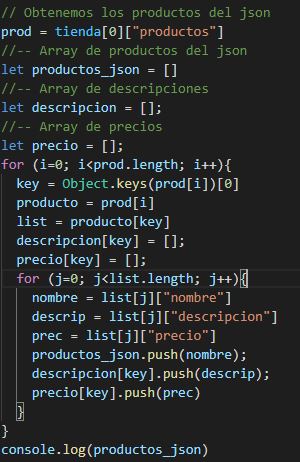 // Obtenemos los productos del json
prod = tienda[0]["productos"]
//-- Array de productos del json
let productos_json = []
//-- Array de descripciones
let descripcion = [];
//-- Array de precios
let precio = [];
for (i=0; i<prod.length; i++){
  key = Object.keys(prod[i])[0]
  producto = prod[i]
  list = producto[key]
  descripcion[key] = [];
  precio[key] = [];
  for (j=0; j<list.length; j++){
    nombre = list[j]["nombre"]
    descrip = list[j]["descripcion"]
    prec = list[j]["precio"]
    productos_json.push(nombre);
    descripcion[key].push(descrip);
    precio[key].push(prec)
  }
}
console.log(productos_json)